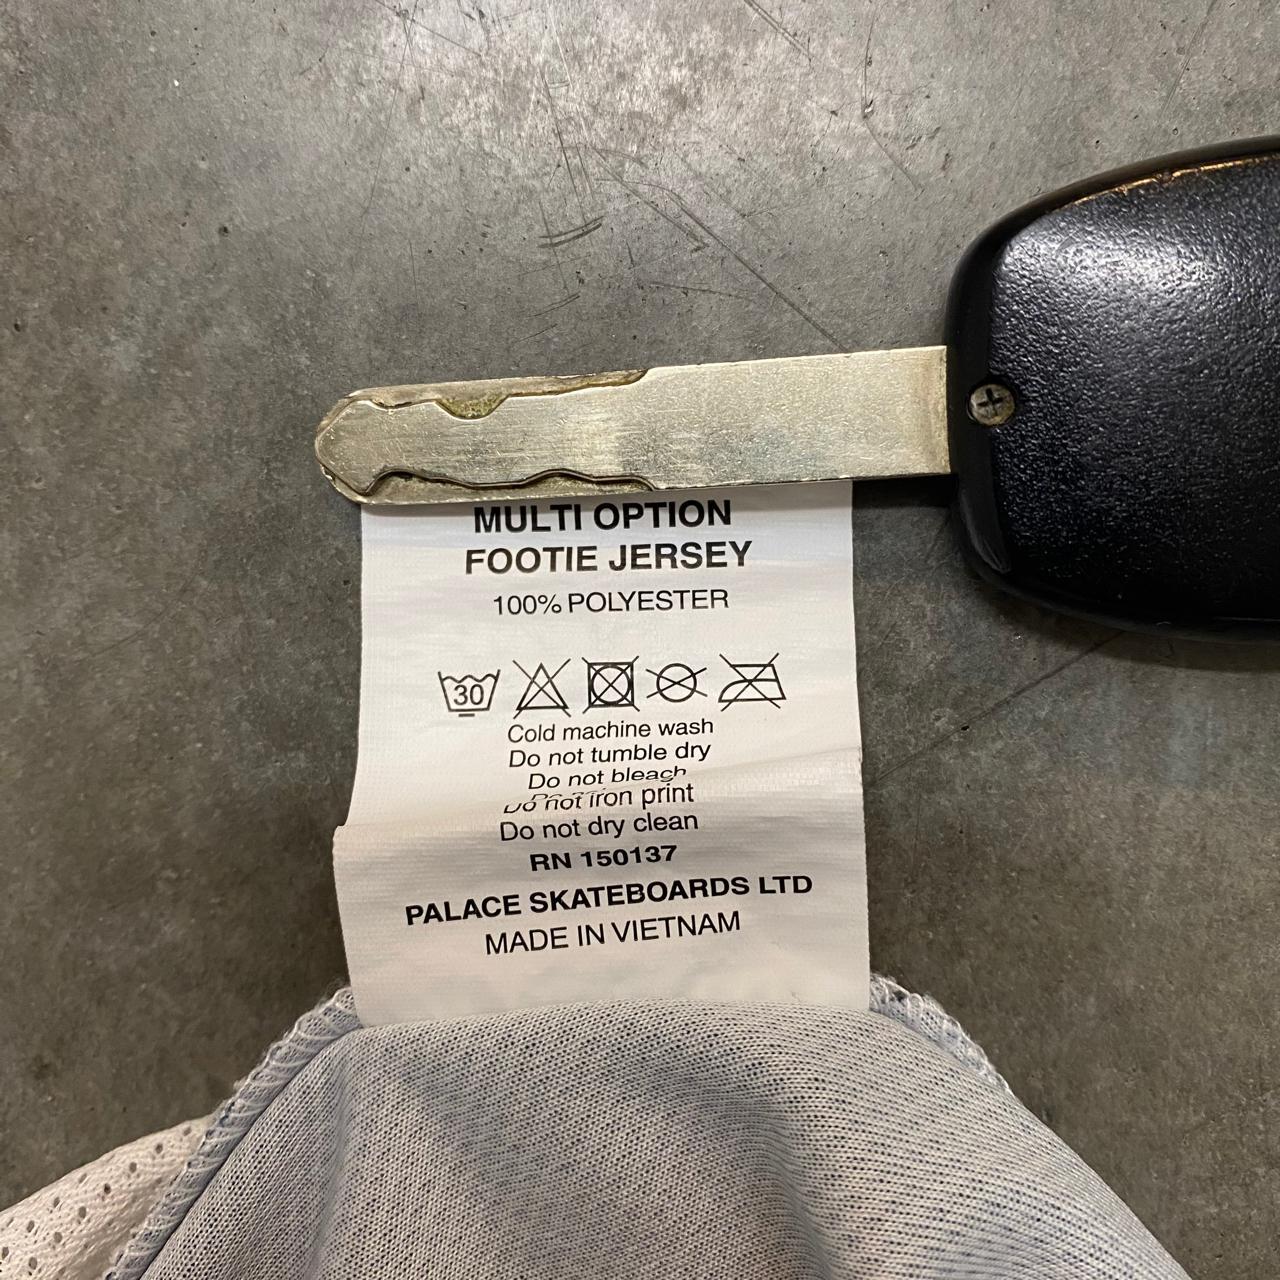 MULTI OPTION
FOOTIE JERSEY
100% POLYESTER
30
Cold machine wash
Do not tumble dry
Do not bleach
Do not iron print
Do not dry clean
RN 150137
PALACE SKATEBOARDS LTD
MADE IN VIETNAM